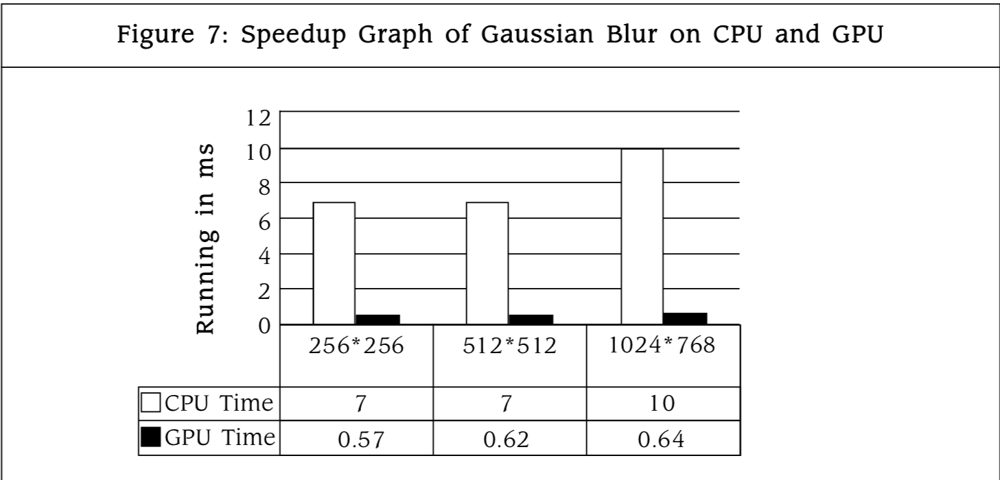 Figure 7: Speedup Graph of Gaussian Blur on CPU and GPU
Running in ms
12
10
8
6
4
2
0
256*256 512*512 1024*768
CPU Time 7 7 10
GPU Time 0.57 0.62 0.64